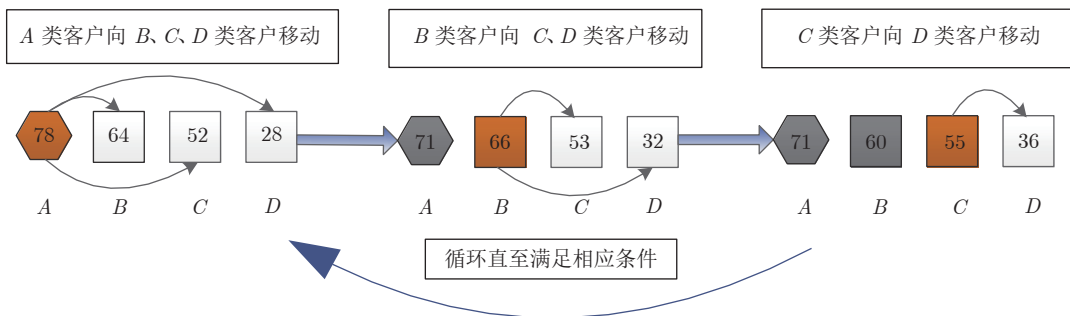 A 类客户向 B、C、D 类客户移动
B 类客户向 C、D 类客户移动
C 类客户向 D 类客户移动
78 64 52 28
71 66 53 32
71 60 55 36
A B C D
A B C D
A B C D
循环直至满足相应条件